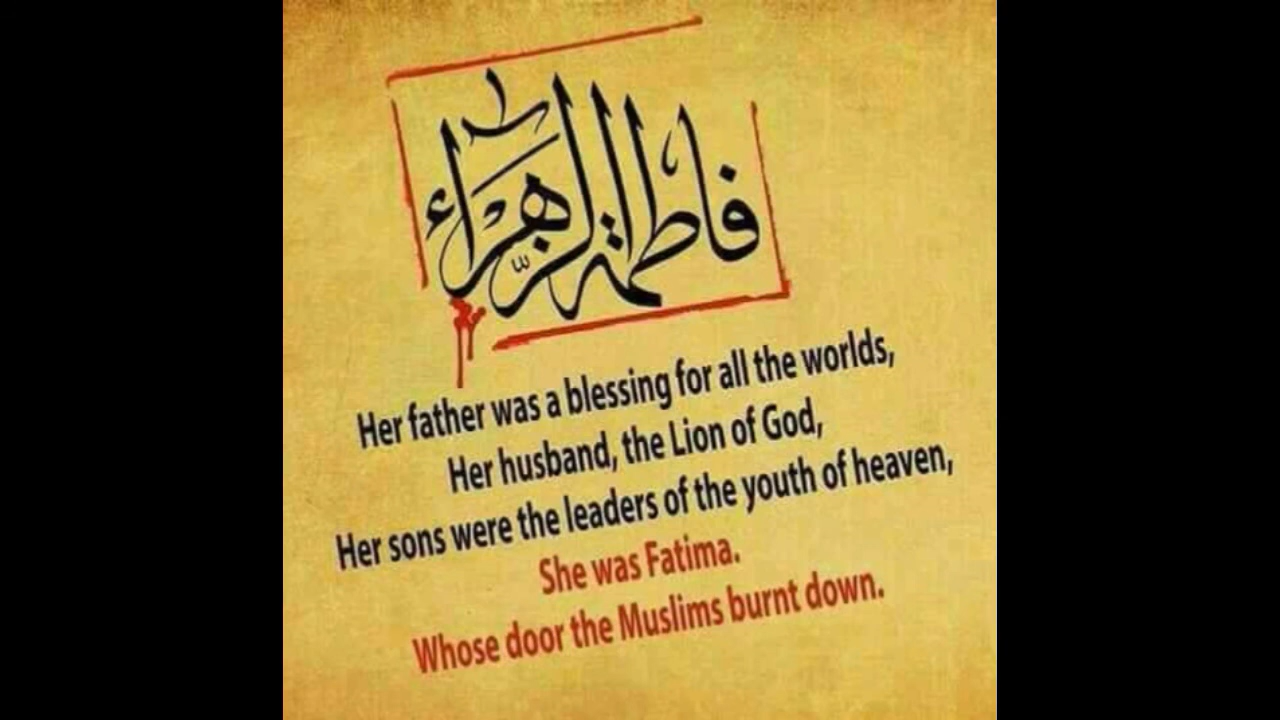 فاطمة الزهراء
Her father was a blessing for all the worlds,
Her husband, the Lion of God,
Her sons were the leaders of the youth of heaven,
She was Fatima.
Whose door the Muslims burnt down.